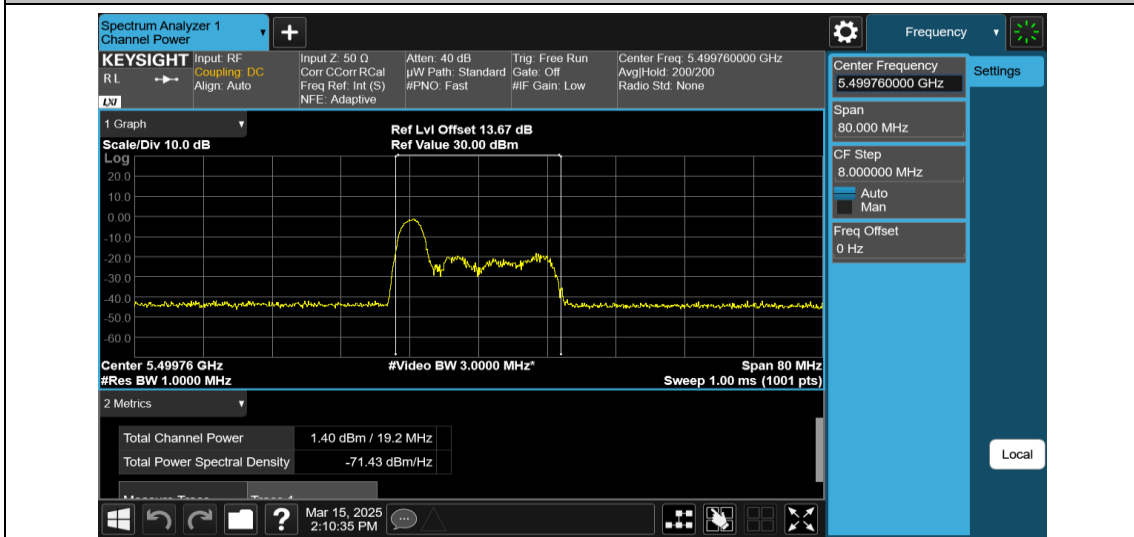 Spectrum Analyzer 1
Channel Power
+
Frequency
KEYSIGHT
R L
LXI
Input: RF
Coupling: DC
Align: Auto
Input Z: 50 Ω
Corr CCorr RCal
Freq Ref: Int (S)
NFE: Adaptive
Atten: 40 dB
µW Path: Standard
#PNO: Fast
Trig: Free Run
Gate: Off
#IF Gain: Low
Center Freq: 5.499760000 GHz
Avg|Hold: 200/200
Radio Std: None
Center Frequency
5.499760000 GHz
Settings
Span
80.000 MHz
CF Step
8.000000 MHz
Auto
Man
Freq Offset
0 Hz
Local
1 Graph
Scale/Div 10.0 dB
Ref Lvl Offset 13.67 dB
Ref Value 30.00 dBm
Log
20.0
10.0
0.00
-10.0
-20.0
-30.0
-40.0
-50.0
-60.0
Center 5.49976 GHz
#Video BW 3.0000 MHz*
Span 80 MHz
#Res BW 1.0000 MHz
Sweep 1.00 ms (1001 pts)
2 Metrics
Total Channel Power 1.40 dBm / 19.2 MHz
Total Power Spectral Density -71.43 dBm/Hz
?
Mar 15, 2025
2:10:35 PM